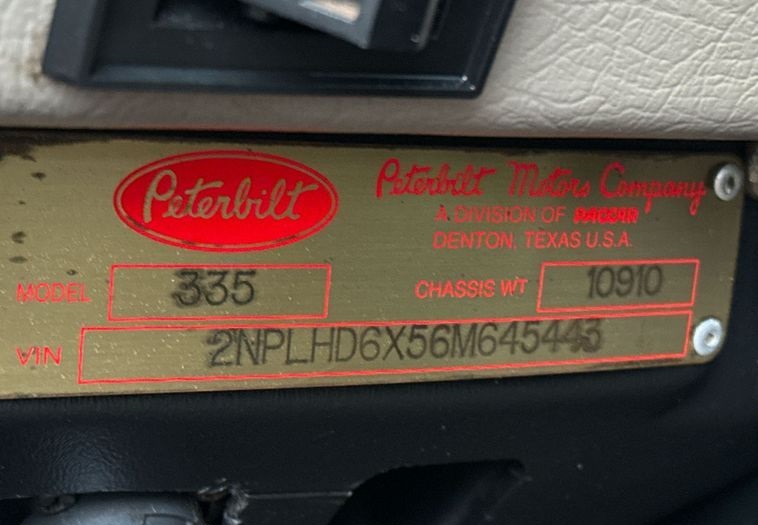 Peterbilt
Peterbilt Motors Company
A DIVISION OF PACCAR
DENTON, TEXAS U.S.A.
MODEL 335
CHASSIS WT 10910
VIN 2NPLHD6X56M645443